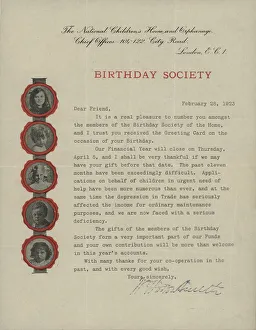 The National Children's Home and Orphanage
Chief Offices 104-122 City Road
London, E.C.1
BIRTHDAY SOCIETY
February 28, 1923
Dear Friend,
It is a real pleasure to number you amongst
the members of the Birthday Society of the Home,
and I trust you received the Greeting Card on the
occasion of your Birthday.
Our Financial Year will close on Thursday,
April 5, and I shall be very thankful if we may
have your gift before that date. The past eleven
months have been exceedingly difficult. Applica-
tions on behalf of children in urgent need of
help have been more numerous than ever, and at the
same time the depression in Trade has seriously
affected the income for ordinary maintenance
purposes, and we are now faced with a serious
deficiency.
The gifts of the members of the Birthday
Society form a very important part of our Funds
and your own contribution will be more than welcome
in this year's accounts.
With many thanks for your co-operation in the
past, and with every good wish,
Yours sincerely,